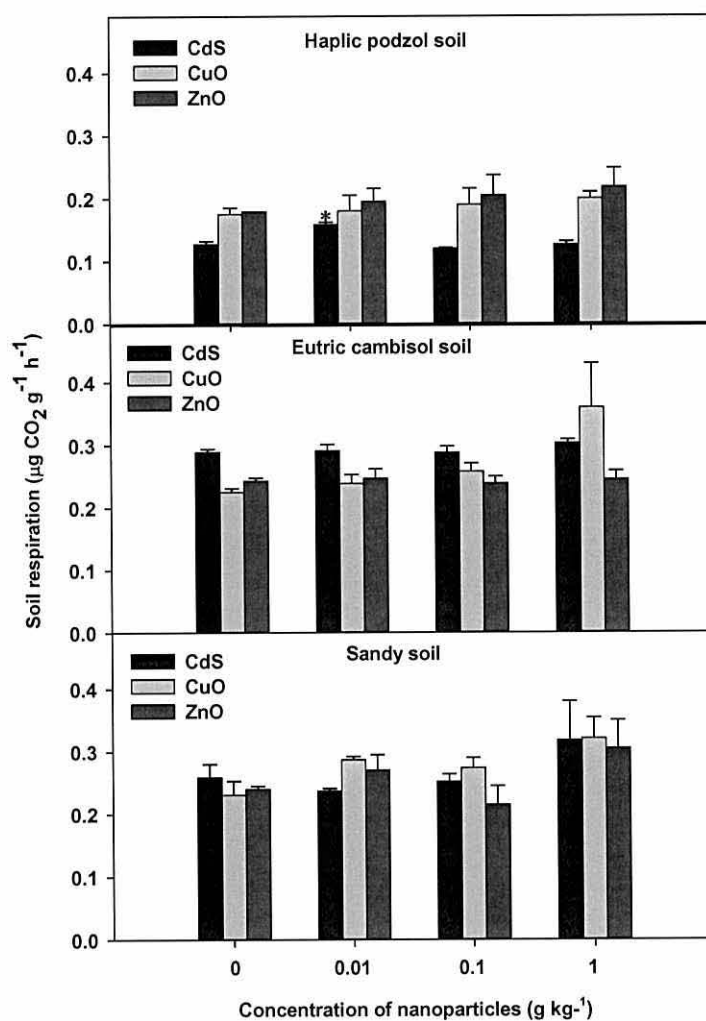 Haplic podzol soil
CdS
CuO
ZnO
0.4
0.3
0.2
*
0.1
0.0
Eutric cambisol soil
CdS
CuO
ZnO
0.4
0.3
0.2
0.1
0.0
Soil respiration (µg CO2 g-1 h-1)
Sandy soil
CdS
CuO
ZnO
0.4
0.3
0.2
0.1
0.0
0 0.01 0.1 1
Concentration of nanoparticles (g kg-1)